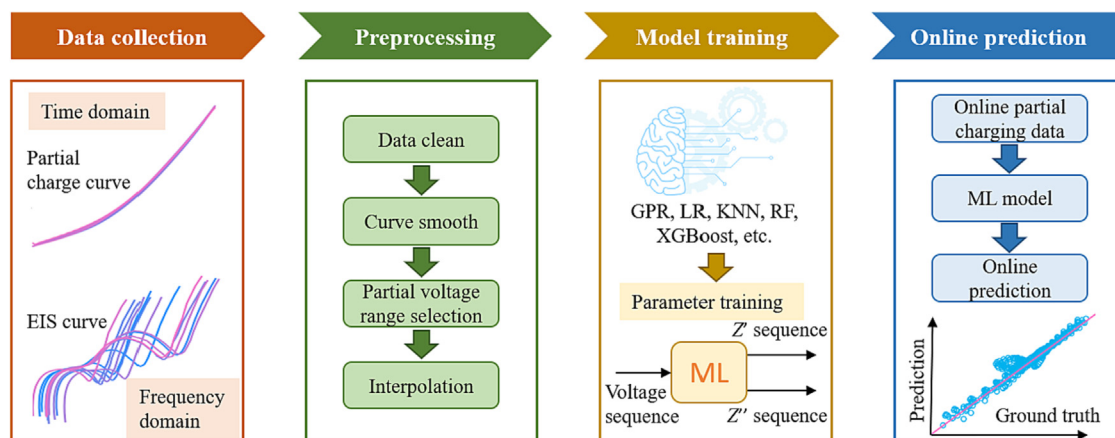 Data collection
Preprocessing
Model training
Online prediction
Time domain
Partial
charge curve
EIS curve
Frequency
domain
Data clean
Curve smooth
Partial voltage
range selection
Interpolation
GPR, LR, KNN, RF,
XGBoost, etc.
Parameter training
Z' sequence
ML
Voltage
sequence
Z'' sequence
Online partial
charging data
ML model
Online
prediction
Prediction
Ground truth